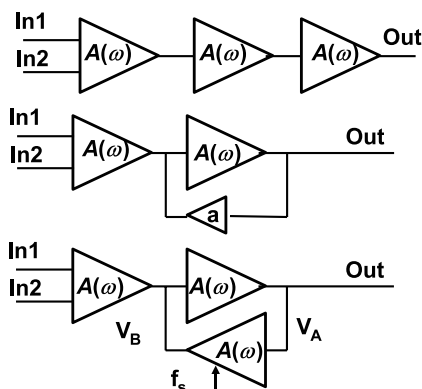 In1
In2
A(ω) A(ω) A(ω)
Out
In1
In2
A(ω) A(ω)
Out
a
In1
In2
A(ω) A(ω)
Out
V_B
A(ω)
V_A
f_s